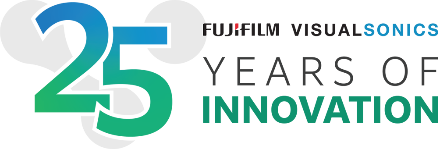 25
FUJIFILM VISUALSONICS
YEARS OF
INNOVATION